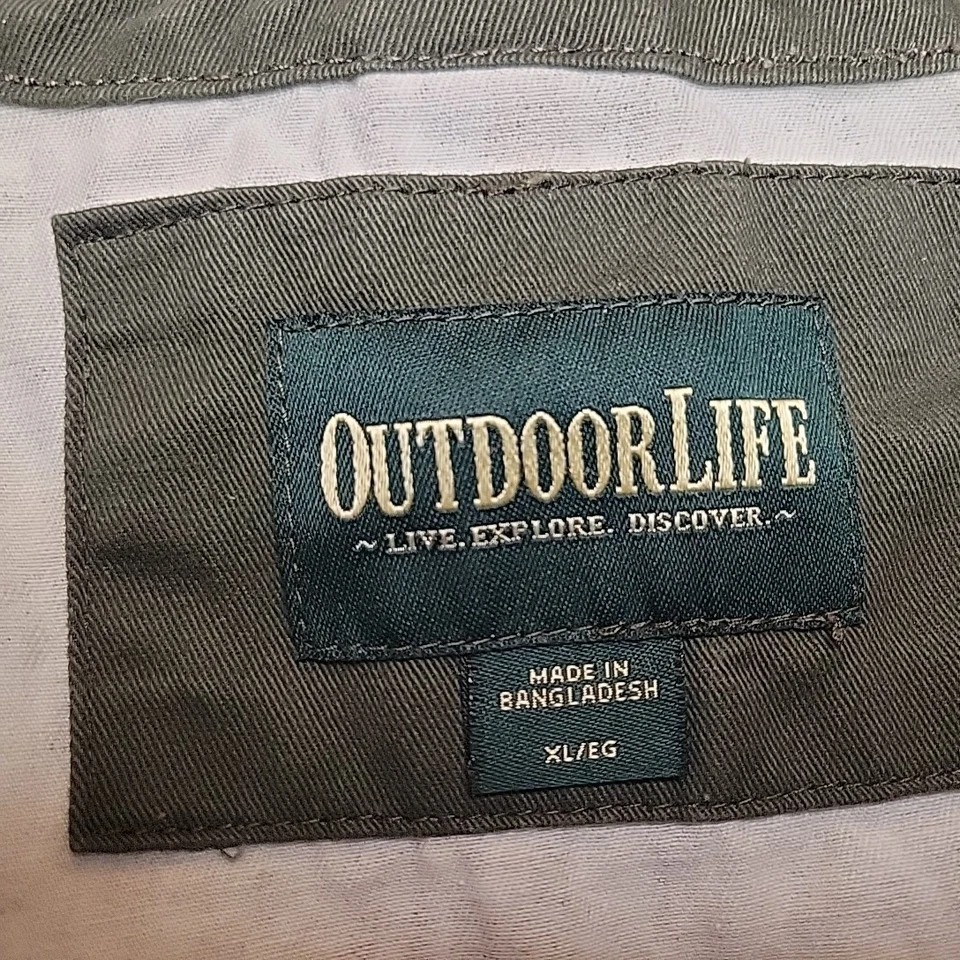 OUTDOORLIFE
~ LIVE. EXPLORE. DISCOVER. ~
MADE IN
BANGLADESH
XL/EG